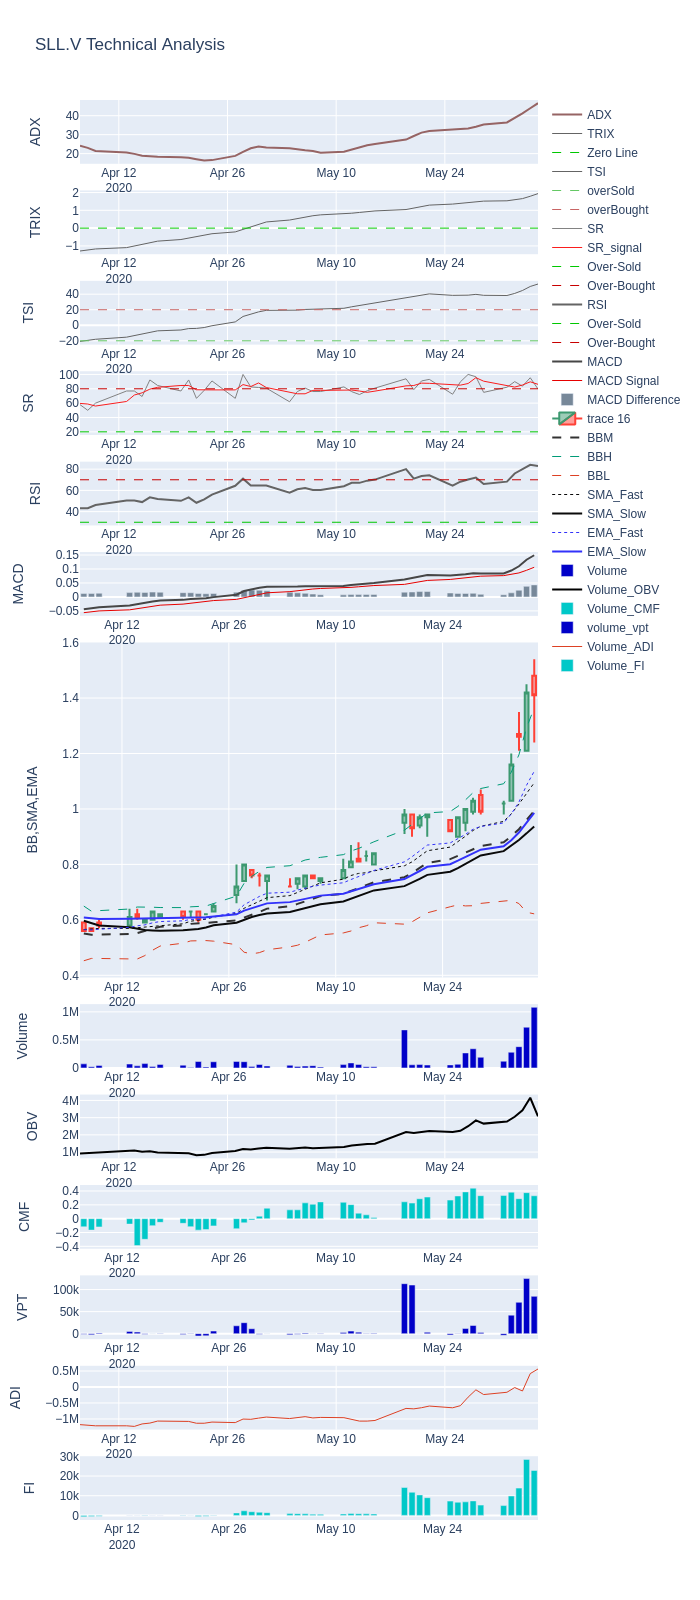 SLL.V Technical Analysis
ADX
40
30
20
Apr 12
2020
Apr 26
May 10
May 24
TRIX
2
1
0
−1
Apr 12
2020
Apr 26
May 10
May 24
TSI
40
20
0
−20
Apr 12
2020
Apr 26
May 10
May 24
SR
100
80
60
40
20
Apr 12
2020
Apr 26
May 10
May 24
RSI
80
60
40
Apr 12
2020
Apr 26
May 10
May 24
MACD
0.15
0.1
0.05
0
−0.05
Apr 12
2020
Apr 26
May 10
May 24
BB,SMA,EMA
1.6
1.4
1.2
1
0.8
0.6
0.4
Apr 12
2020
Apr 26
May 10
May 24
Volume
1M
0.5M
0
Apr 12
2020
Apr 26
May 10
May 24
OBV
4M
3M
2M
1M
Apr 12
2020
Apr 26
May 10
May 24
CMF
0.4
0.2
0
−0.2
−0.4
Apr 12
2020
Apr 26
May 10
May 24
VPT
100k
50k
0
Apr 12
2020
Apr 26
May 10
May 24
ADI
0.5M
0
−0.5M
−1M
Apr 12
2020
Apr 26
May 10
May 24
FI
30k
20k
10k
0
Apr 12
2020
Apr 26
May 10
May 24
ADX
TRIX
Zero Line
TSI
overSold
overBought
SR
SR_signal
Over-Sold
Over-Bought
RSI
Over-Sold
Over-Bought
MACD
MACD Signal
MACD Difference
trace 16
BBM
BBH
BBL
SMA_Fast
SMA_Slow
EMA_Fast
EMA_Slow
Volume
Volume_OBV
Volume_CMF
volume_vpt
Volume_ADI
Volume_FI